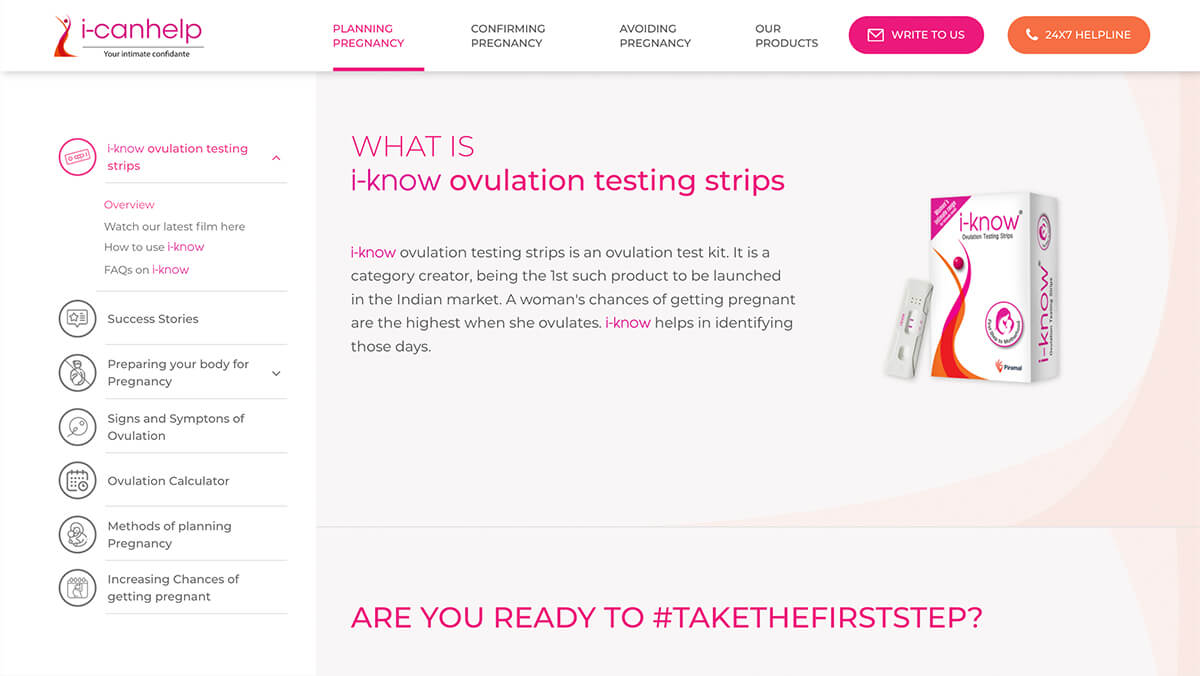 i-canhelp
Your intimate confidante
PLANNING
PREGNANCY
CONFIRMING
PREGNANCY
AVOIDING
PREGNANCY
OUR
PRODUCTS
WRITE TO US
24X7 HELPLINE
i-know ovulation testing
strips
Overview
Watch our latest film here
How to use i-know
FAQs on i-know
Success Stories
Preparing your body for
Pregnancy
Signs and Symptons of
Ovulation
Ovulation Calculator
Methods of planning
Pregnancy
Increasing Chances of
getting pregnant
WHAT IS
i-know ovulation testing strips
i-know ovulation testing strips is an ovulation test kit. It is a
category creator, being the 1st such product to be launched
in the Indian market. A woman's chances of getting pregnant
are the highest when she ovulates. i-know helps in identifying
those days.
i-know®
Ovulation Testing Strips
First Step to Motherhood
Piramal
i-know®
Ovulation Testing Strips
ARE YOU READY TO #TAKETHEFIRSTSTEP?